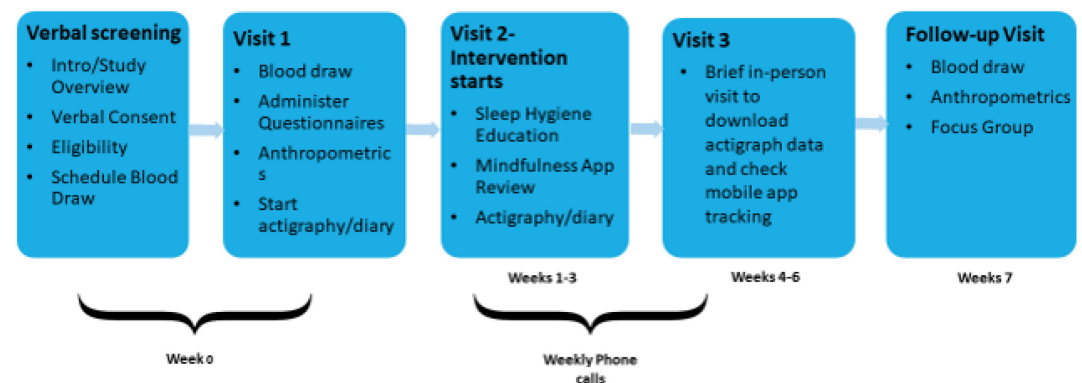 Verbal screening
• Intro/Study
Overview
• Verbal Consent
• Eligibility
• Schedule Blood
Draw
Visit 1
• Blood draw
• Administer
Questionnaires
• Anthropometric
s
• Start
actigraphy/diary
Visit 2-
Intervention
starts
• Sleep Hygiene
Education
• Mindfulness App
Review
• Actigraphy/diary
Visit 3
• Brief in-person
visit to
download
actigraph data
and check
mobile app
tracking
Follow-up Visit
• Blood draw
• Anthropometrics
• Focus Group
Weeks 1-3
Weeks 4-6
Weeks 7
Week 0
Weekly Phone
calls